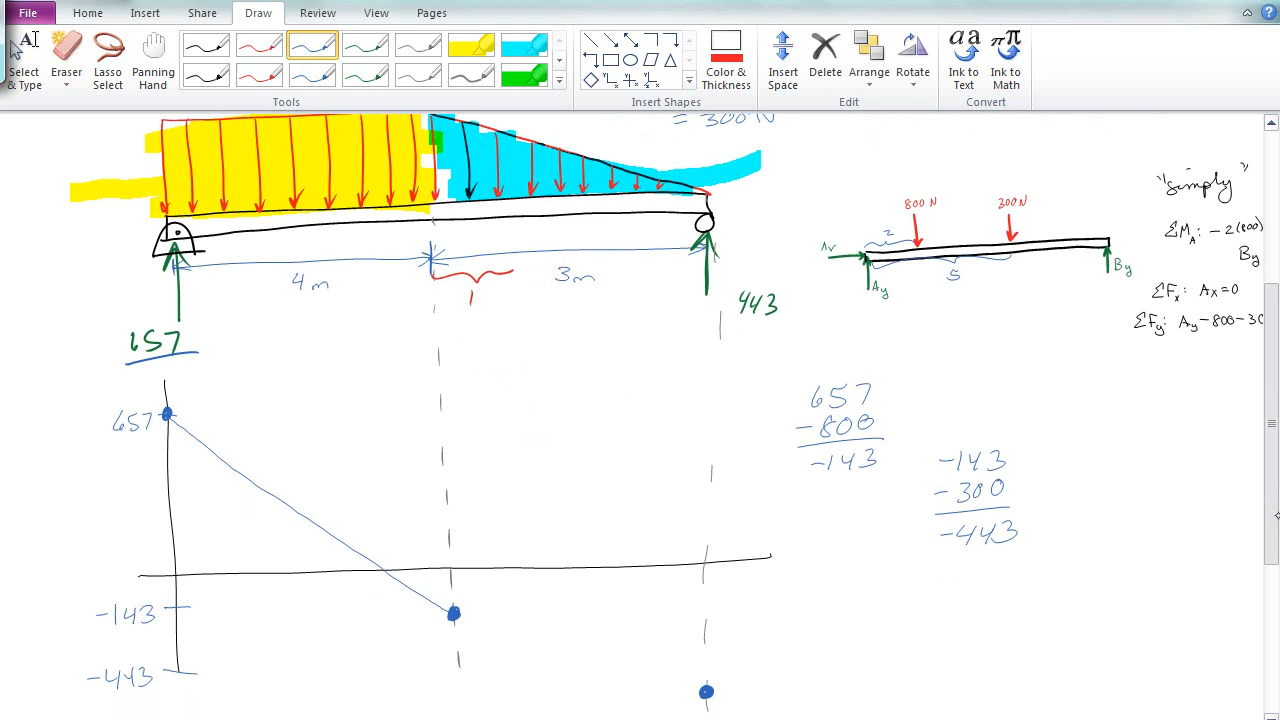 File Home Insert Share Draw Review View Pages
Select & Type
Eraser
Lasso Select
Panning Hand
Color & Thickness
Insert Space
Delete
Arrange
Rotate
Ink to Text
Ink to Math
Tools
Insert Shapes
Edit
Convert
= 300 N
"Simply"
800 N
300 N
2
ΣM_A: -2(800)
Ax
5
By
By
Ay
ΣFx: Ax=0
ΣFy: Ay-800-30
4m
3m
1
443
657
657
657
-800
-143
-143
-300
-443
-143
-443